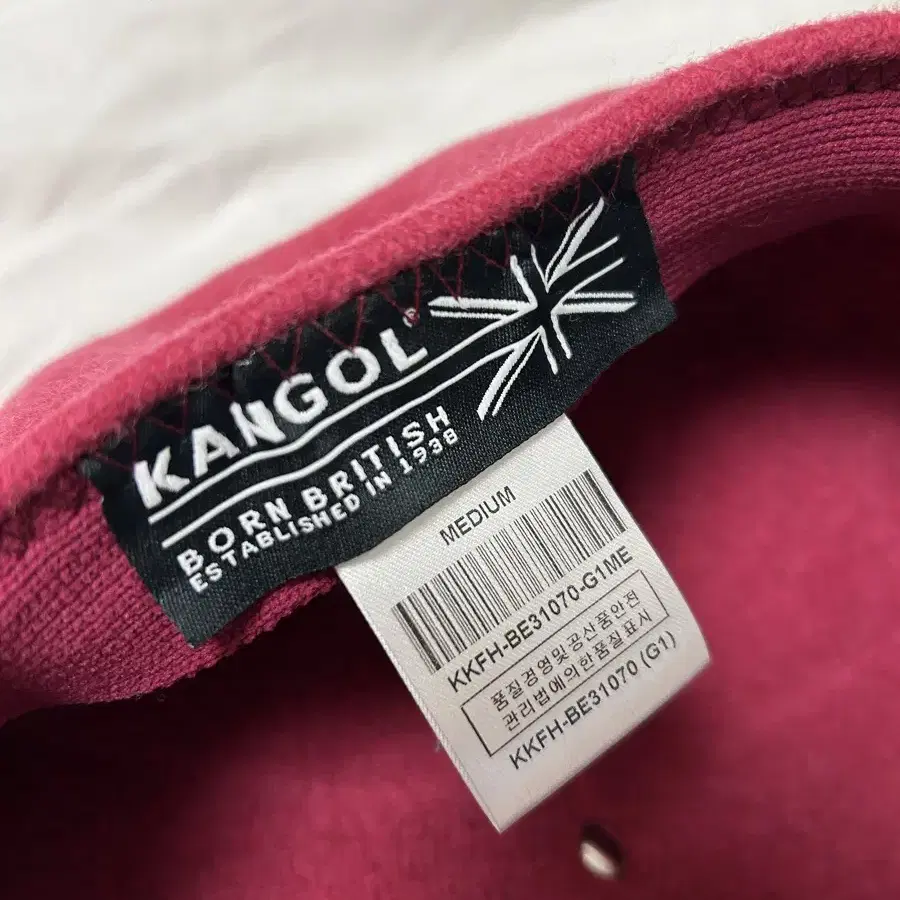 KANGOL®
BORN BRITISH
ESTABLISHED IN 1938
MEDIUM
KKFH-BE31070-G1ME
품질경영및공산품안전
관리법에의한품질표시
KKFH-BE31070 (G1)